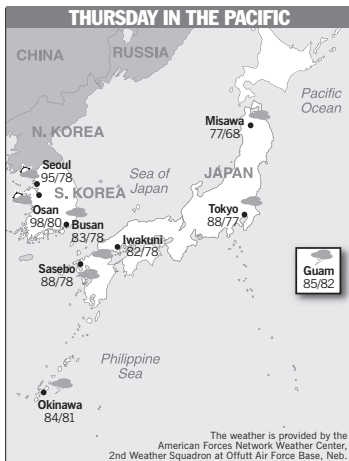 THURSDAY IN THE PACIFIC
CHINA
RUSSIA
Pacific
Ocean
Misawa
77/68
N. KOREA
Seoul
95/78
Sea of
Japan
JAPAN
S. KOREA
Osan
98/80
Busan
83/78
Tokyo
88/77
Iwakuni
82/78
Sasebo
88/78
Guam
85/82
Philippine
Sea
Okinawa
84/81
The weather is provided by the
American Forces Network Weather Center,
2nd Weather Squadron at Offutt Air Force Base, Neb.